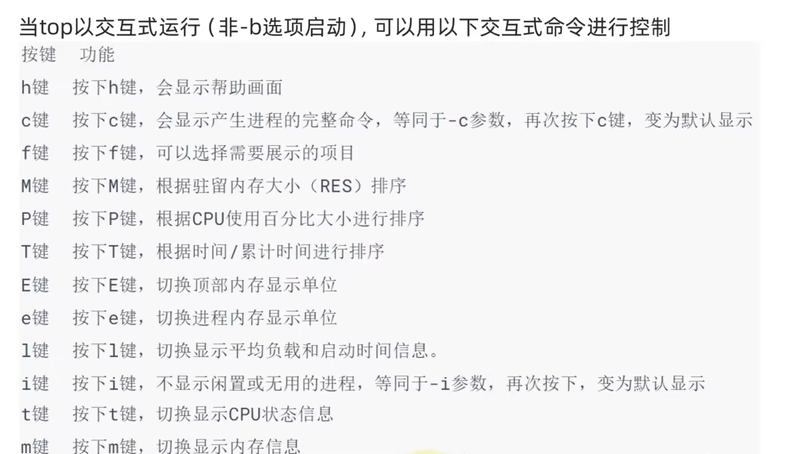 当top以交互式运行（非-b选项启动），可以用以下交互式命令进行控制
按键 功能
h键 按下h键，会显示帮助画面
c键 按下c键，会显示产生进程的完整命令，等同于-c参数，再次按下c键，变为默认显示
f键 按下f键，可以选择需要展示的项目
M键 按下M键，根据驻留内存大小（RES）排序
P键 按下P键，根据CPU使用百分比大小进行排序
T键 按下T键，根据时间/累计时间进行排序
E键 按下E键，切换顶部内存显示单位
e键 按下e键，切换进程内存显示单位
l键 按下l键，切换显示平均负载和启动时间信息。
i键 按下i键，不显示闲置或无用的进程，等同于-i参数，再次按下，变为默认显示
t键 按下t键，切换显示CPU状态信息
m键 按下m键，切换显示内存信息